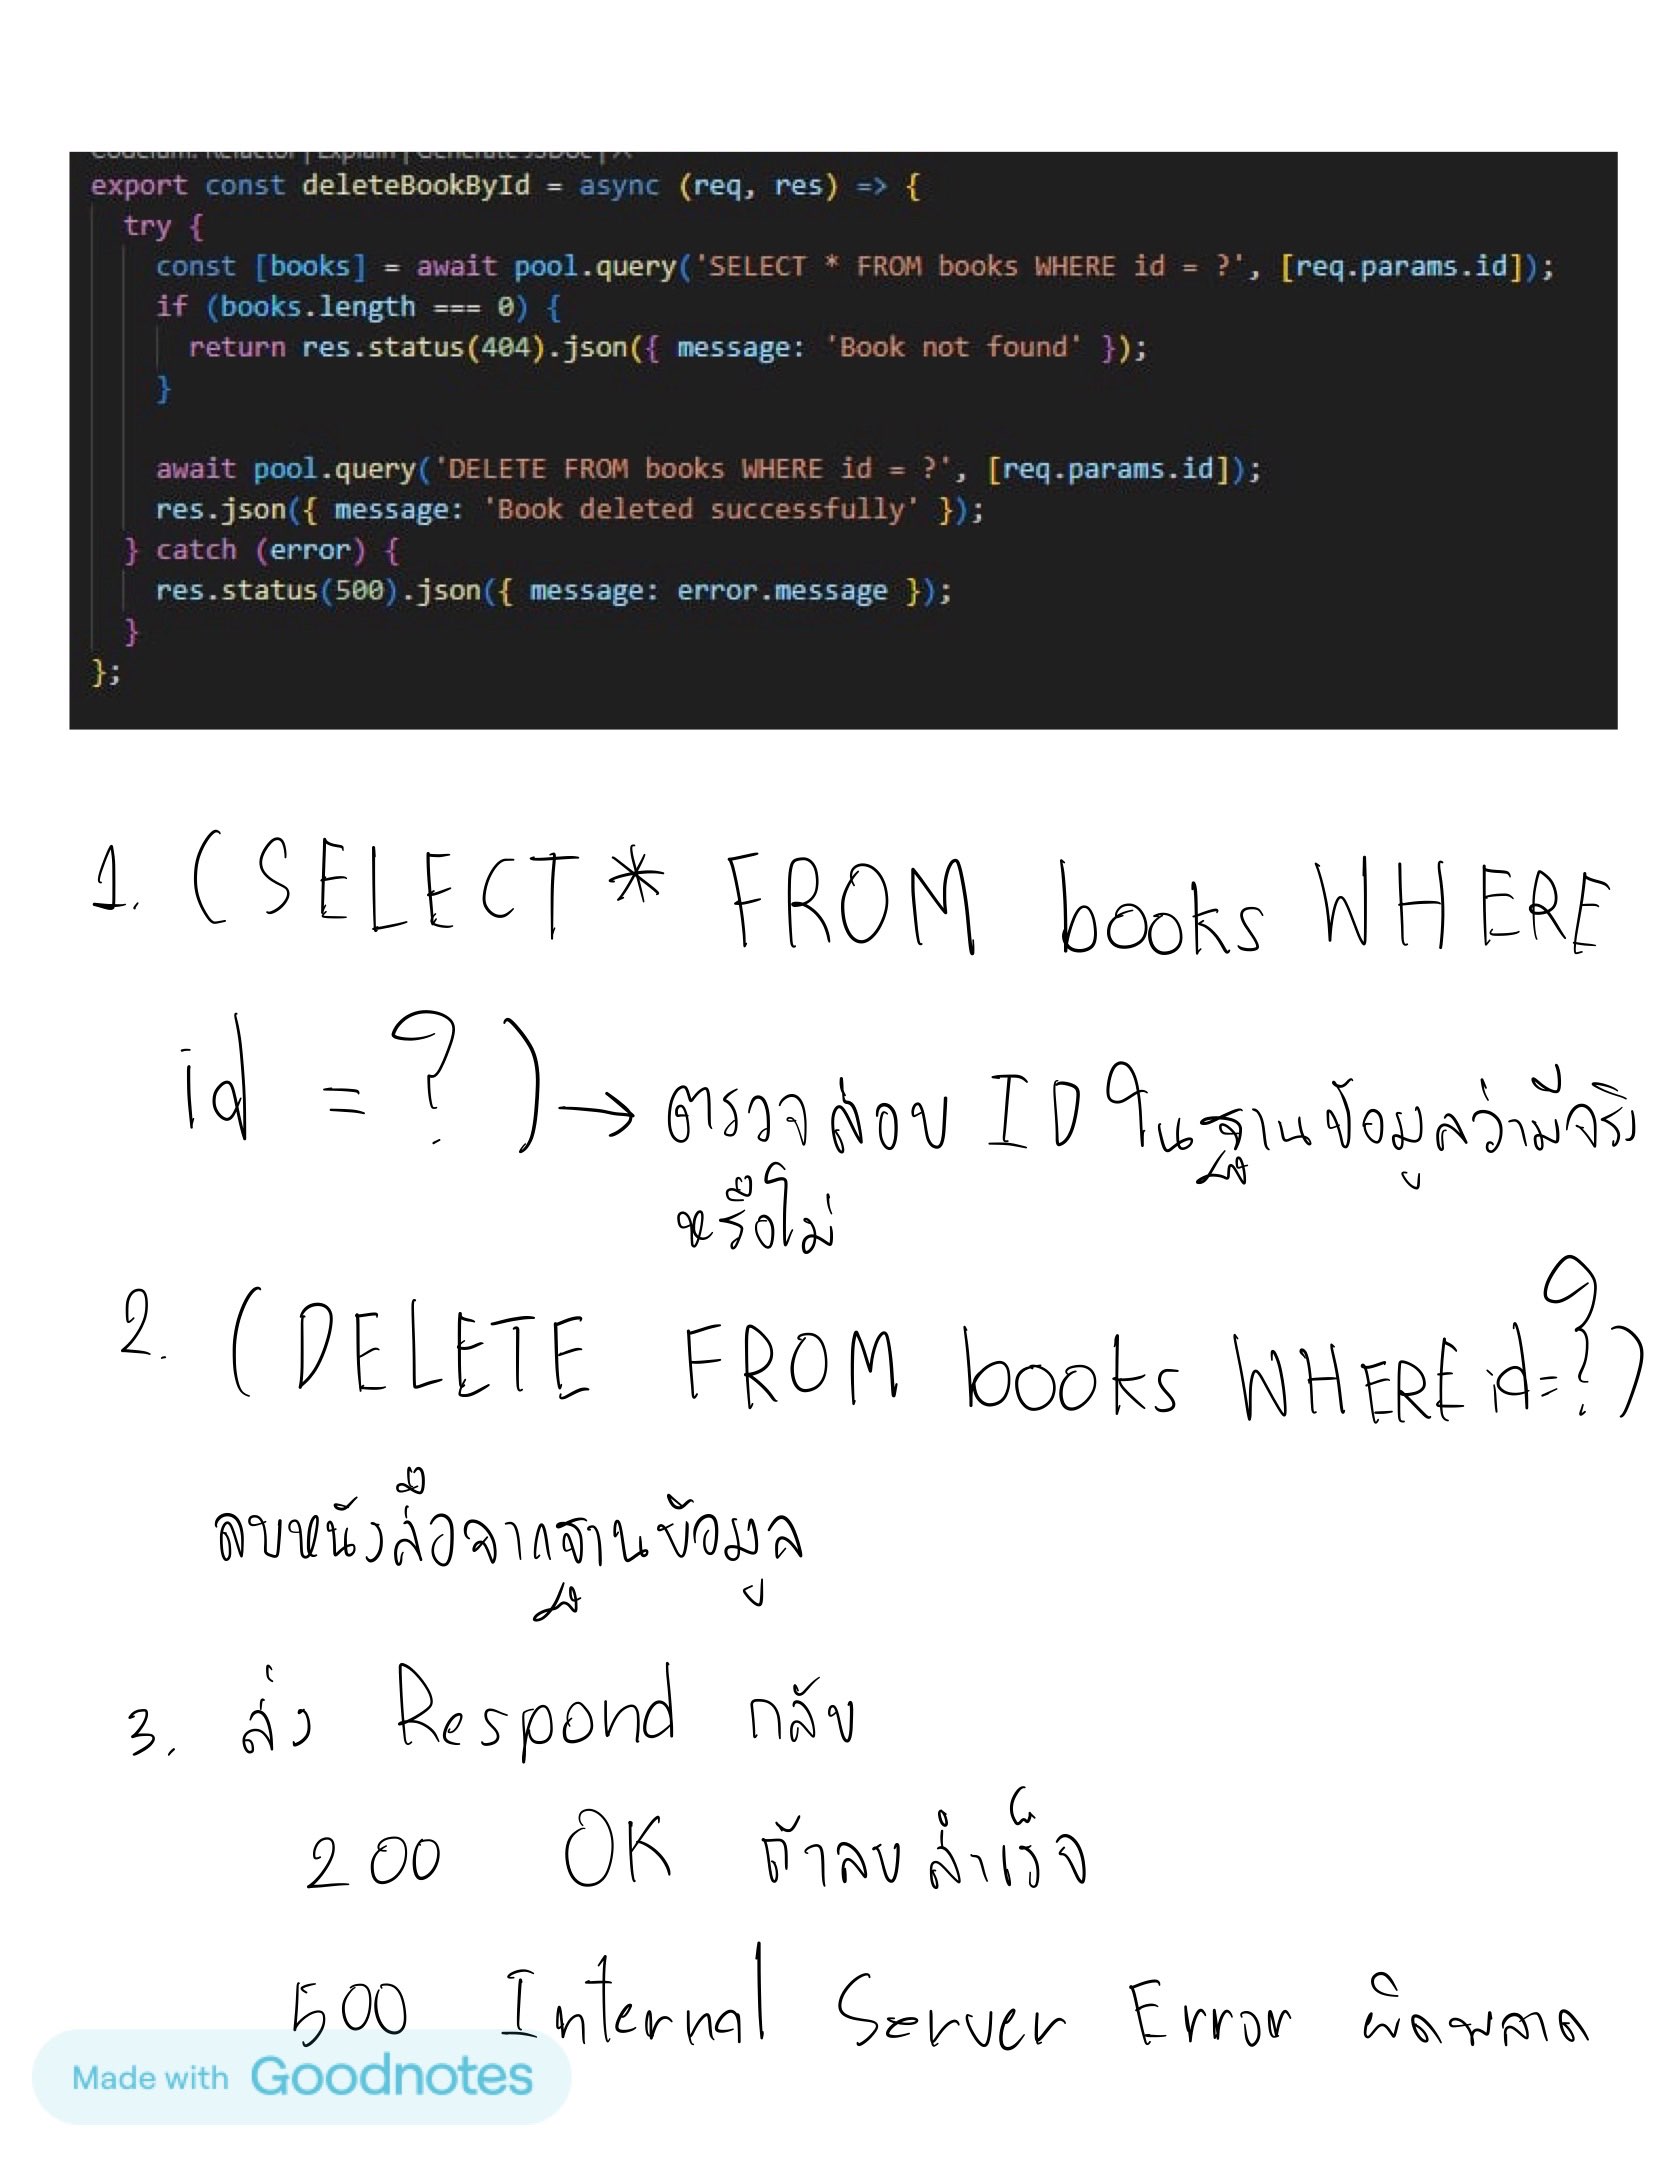 Codeium: Refactor | Explain | Generate JSDoc | X
export const deleteBookById = async (req, res) => {
try {
const [books] = await pool.query('SELECT * FROM books WHERE id = ?', [req.params.id]);
if (books.length === 0) {
return res.status(404).json({ message: 'Book not found' });
}
await pool.query('DELETE FROM books WHERE id = ?', [req.params.id]);
res.json({ message: 'Book deleted successfully' });
} catch (error) {
res.status(500).json({ message: error.message });
}
};
1. (SELECT * FROM books WHERE
id = ?) → ตรวจสอบ ID ในฐานข้อมูลว่ามีจริง
หรือไม่
2. (DELETE FROM books WHERE id = ?)
ลบหนังสือจากฐานข้อมูล
3. ส่ง Respond กลับ
200 OK ถ้าลบสำเร็จ
500 Internal Server Error ผิดพลาด
Made with Goodnotes